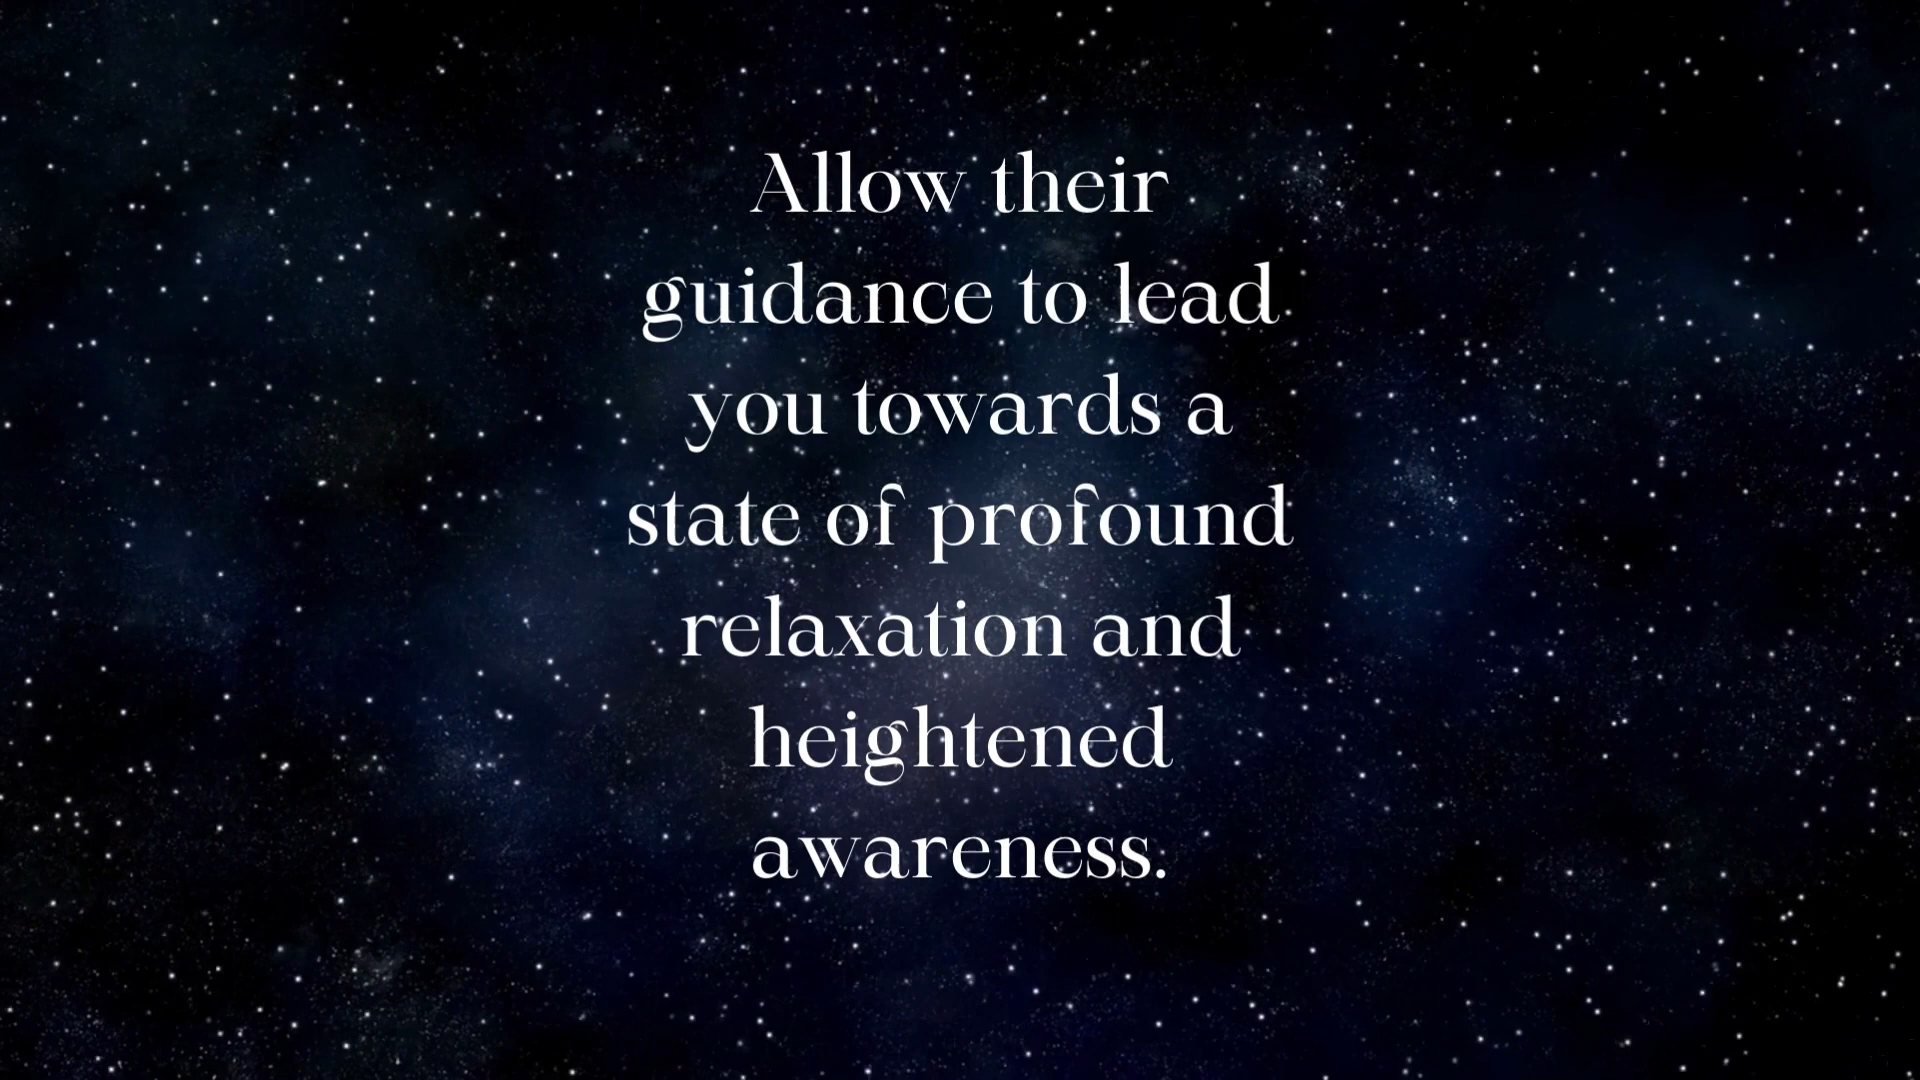 Allow their
guidance to lead
you towards a
state of profound
relaxation and
heightened
awareness.